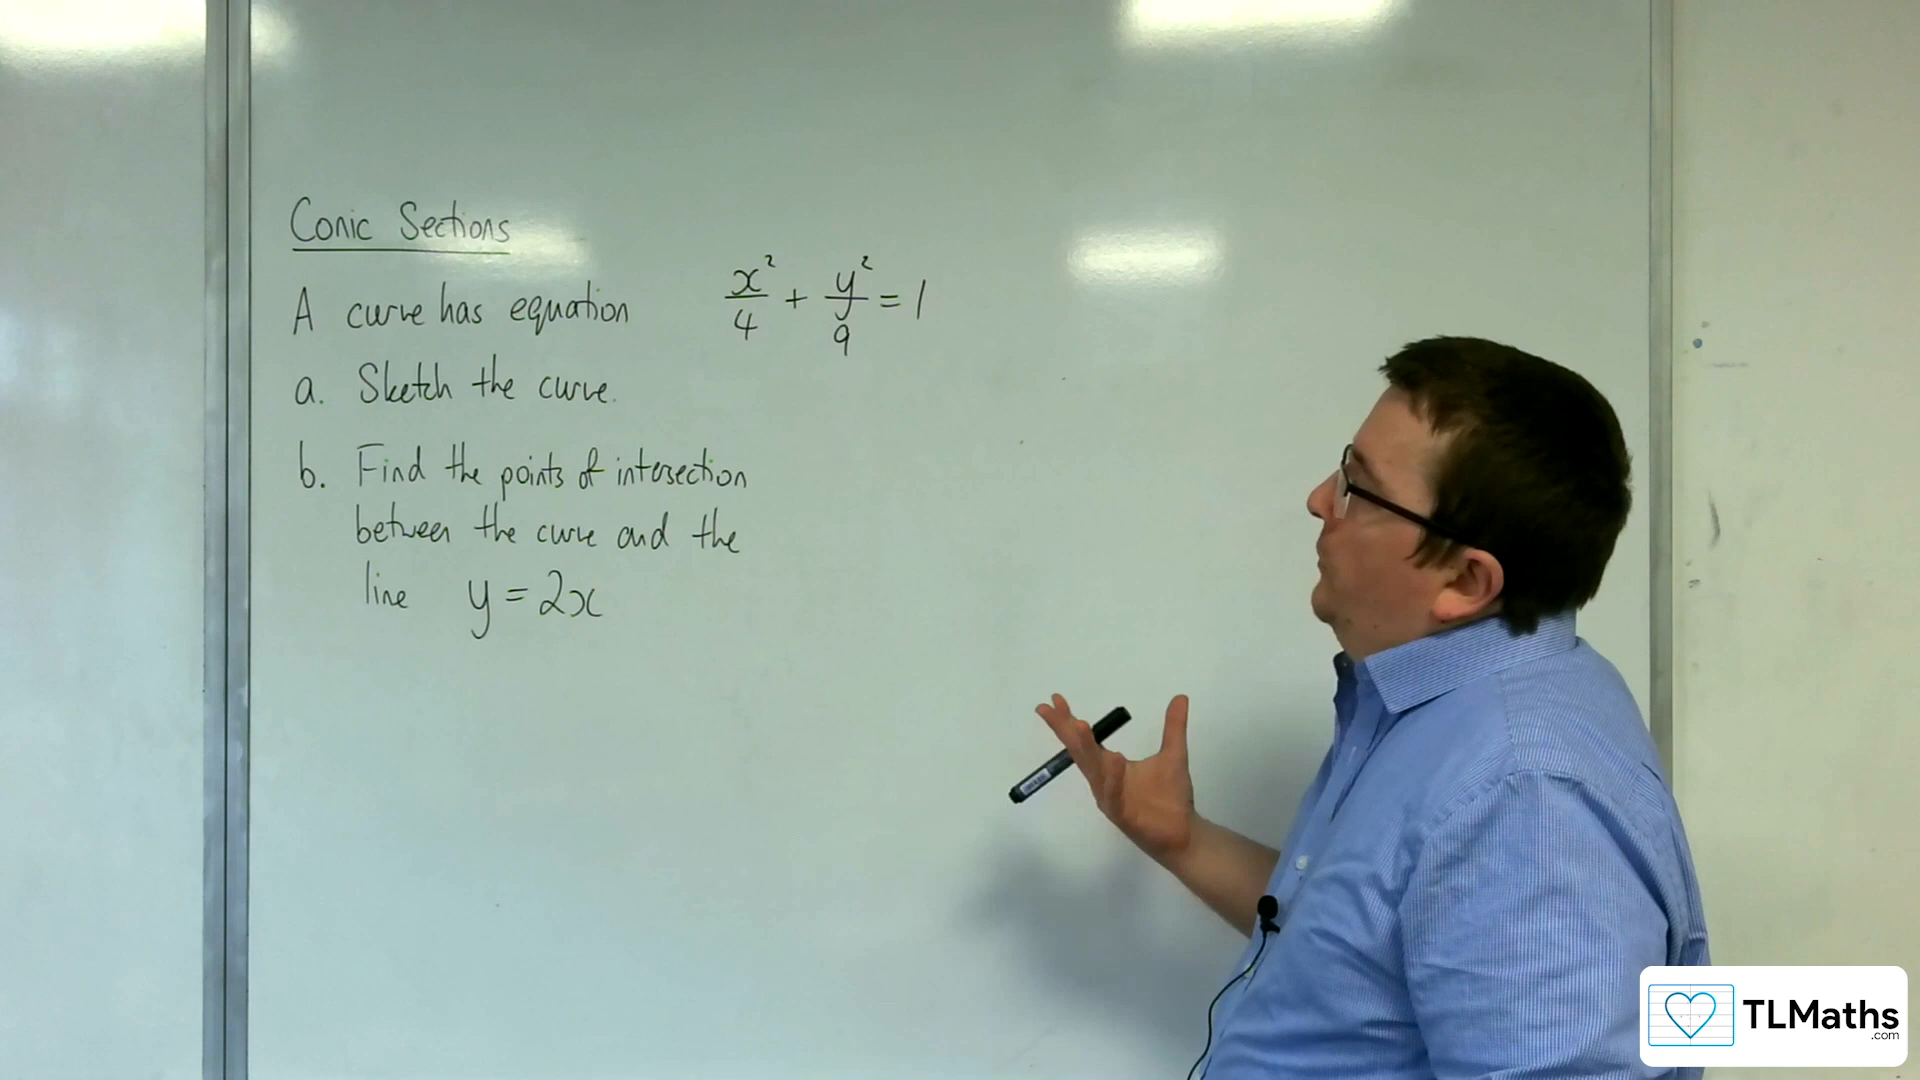 Conic Sections
A curve has equation x²/4 + y²/9 = 1
a. Sketch the curve.
b. Find the points of intersection
between the curve and the
line y = 2x
TLMaths
.com